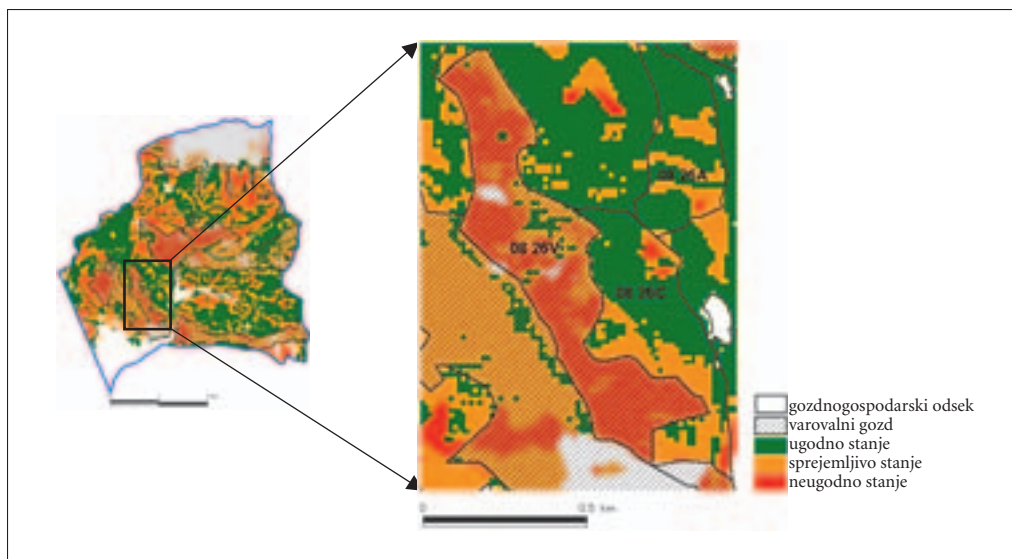 08 26A
08 26V
08 26C
gozdnogospodarski odsek
varovalni gozd
ugodno stanje
sprejemljivo stanje
neugodno stanje
0 0.5 km